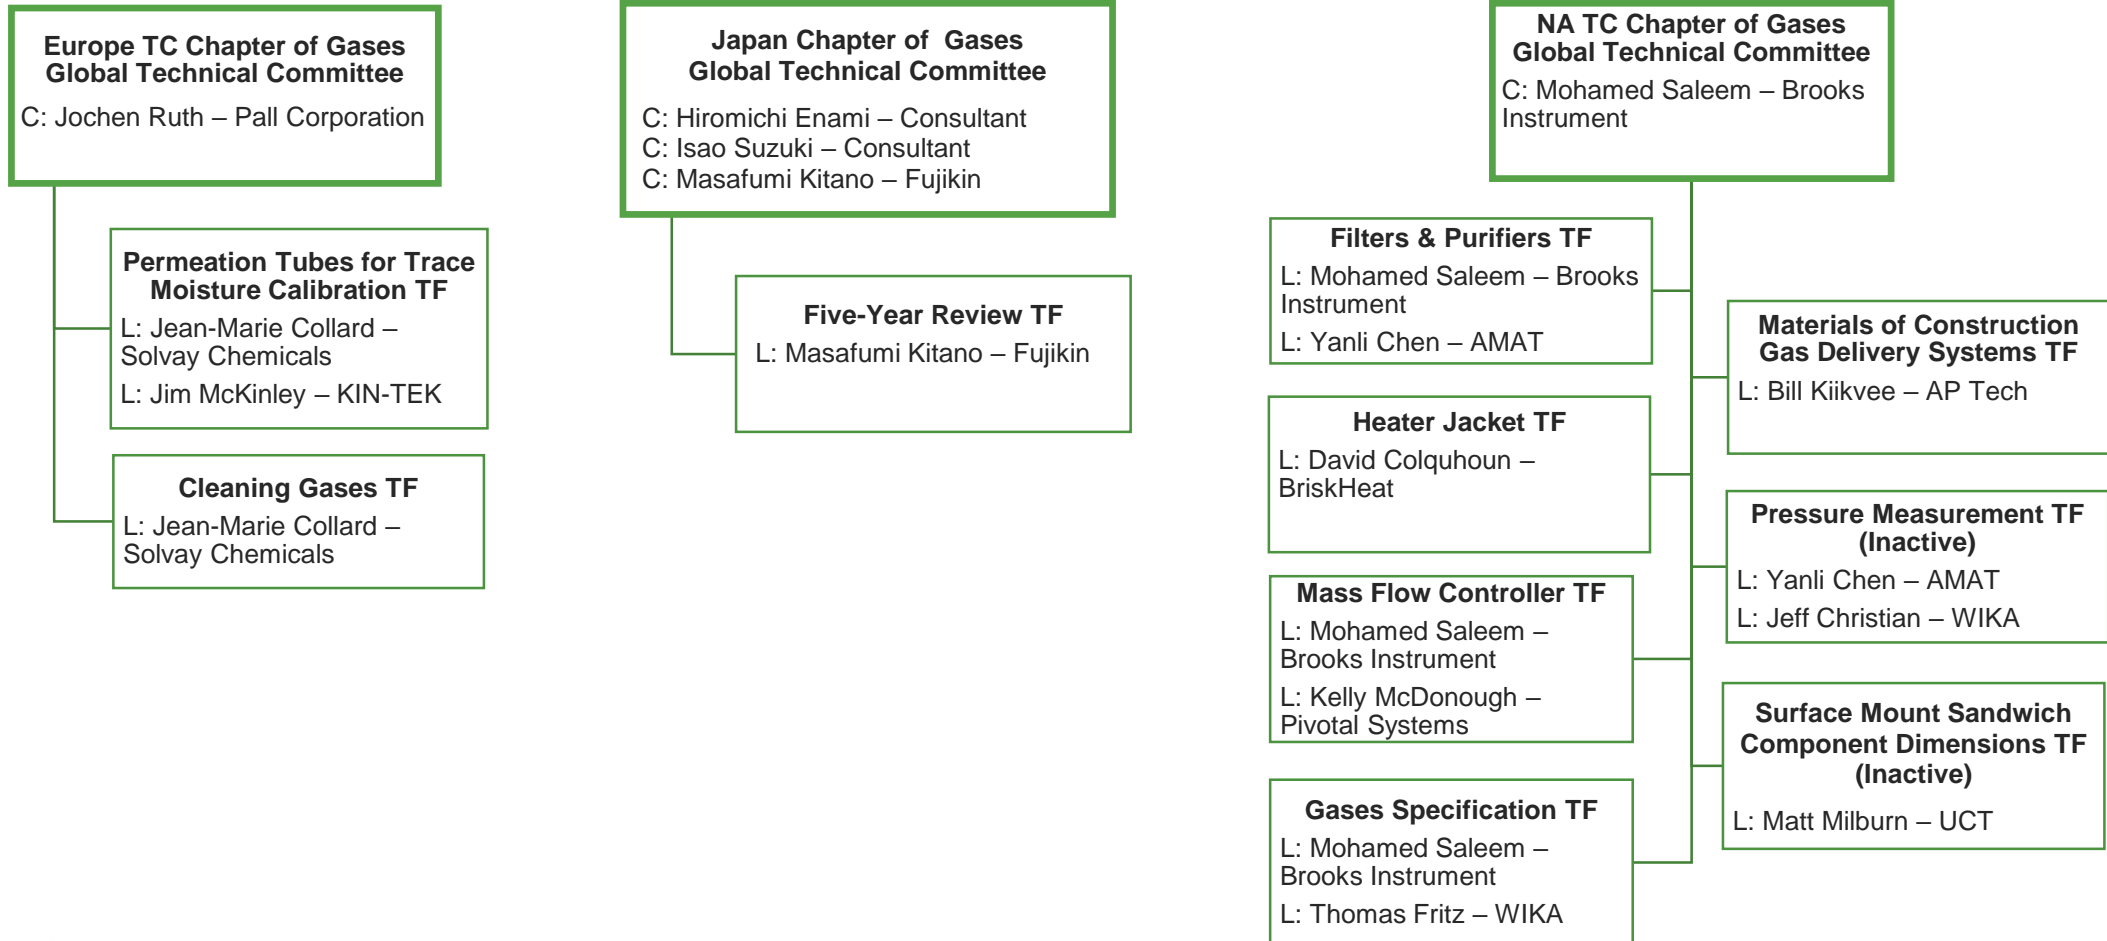 Europe TC Chapter of Gases
Global Technical Committee
C: Jochen Ruth – Pall Corporation
Permeation Tubes for Trace
Moisture Calibration TF
L: Jean-Marie Collard –
Solvay Chemicals
L: Jim McKinley – KIN-TEK
Cleaning Gases TF
L: Jean-Marie Collard –
Solvay Chemicals
Japan Chapter of Gases
Global Technical Committee
C: Hiromichi Enami – Consultant
C: Isao Suzuki – Consultant
C: Masafumi Kitano – Fujikin
Five-Year Review TF
L: Masafumi Kitano – Fujikin
NA TC Chapter of Gases
Global Technical Committee
C: Mohamed Saleem – Brooks
Instrument
Filters & Purifiers TF
L: Mohamed Saleem – Brooks
Instrument
L: Yanli Chen – AMAT
Heater Jacket TF
L: David Colquhoun –
BriskHeat
Mass Flow Controller TF
L: Mohamed Saleem –
Brooks Instrument
L: Kelly McDonough –
Pivotal Systems
Gases Specification TF
L: Mohamed Saleem –
Brooks Instrument
L: Thomas Fritz – WIKA
Materials of Construction
Gas Delivery Systems TF
L: Bill Kiikvee – AP Tech
Pressure Measurement TF
(Inactive)
L: Yanli Chen – AMAT
L: Jeff Christian – WIKA
Surface Mount Sandwich
Component Dimensions TF
(Inactive)
L: Matt Milburn – UCT